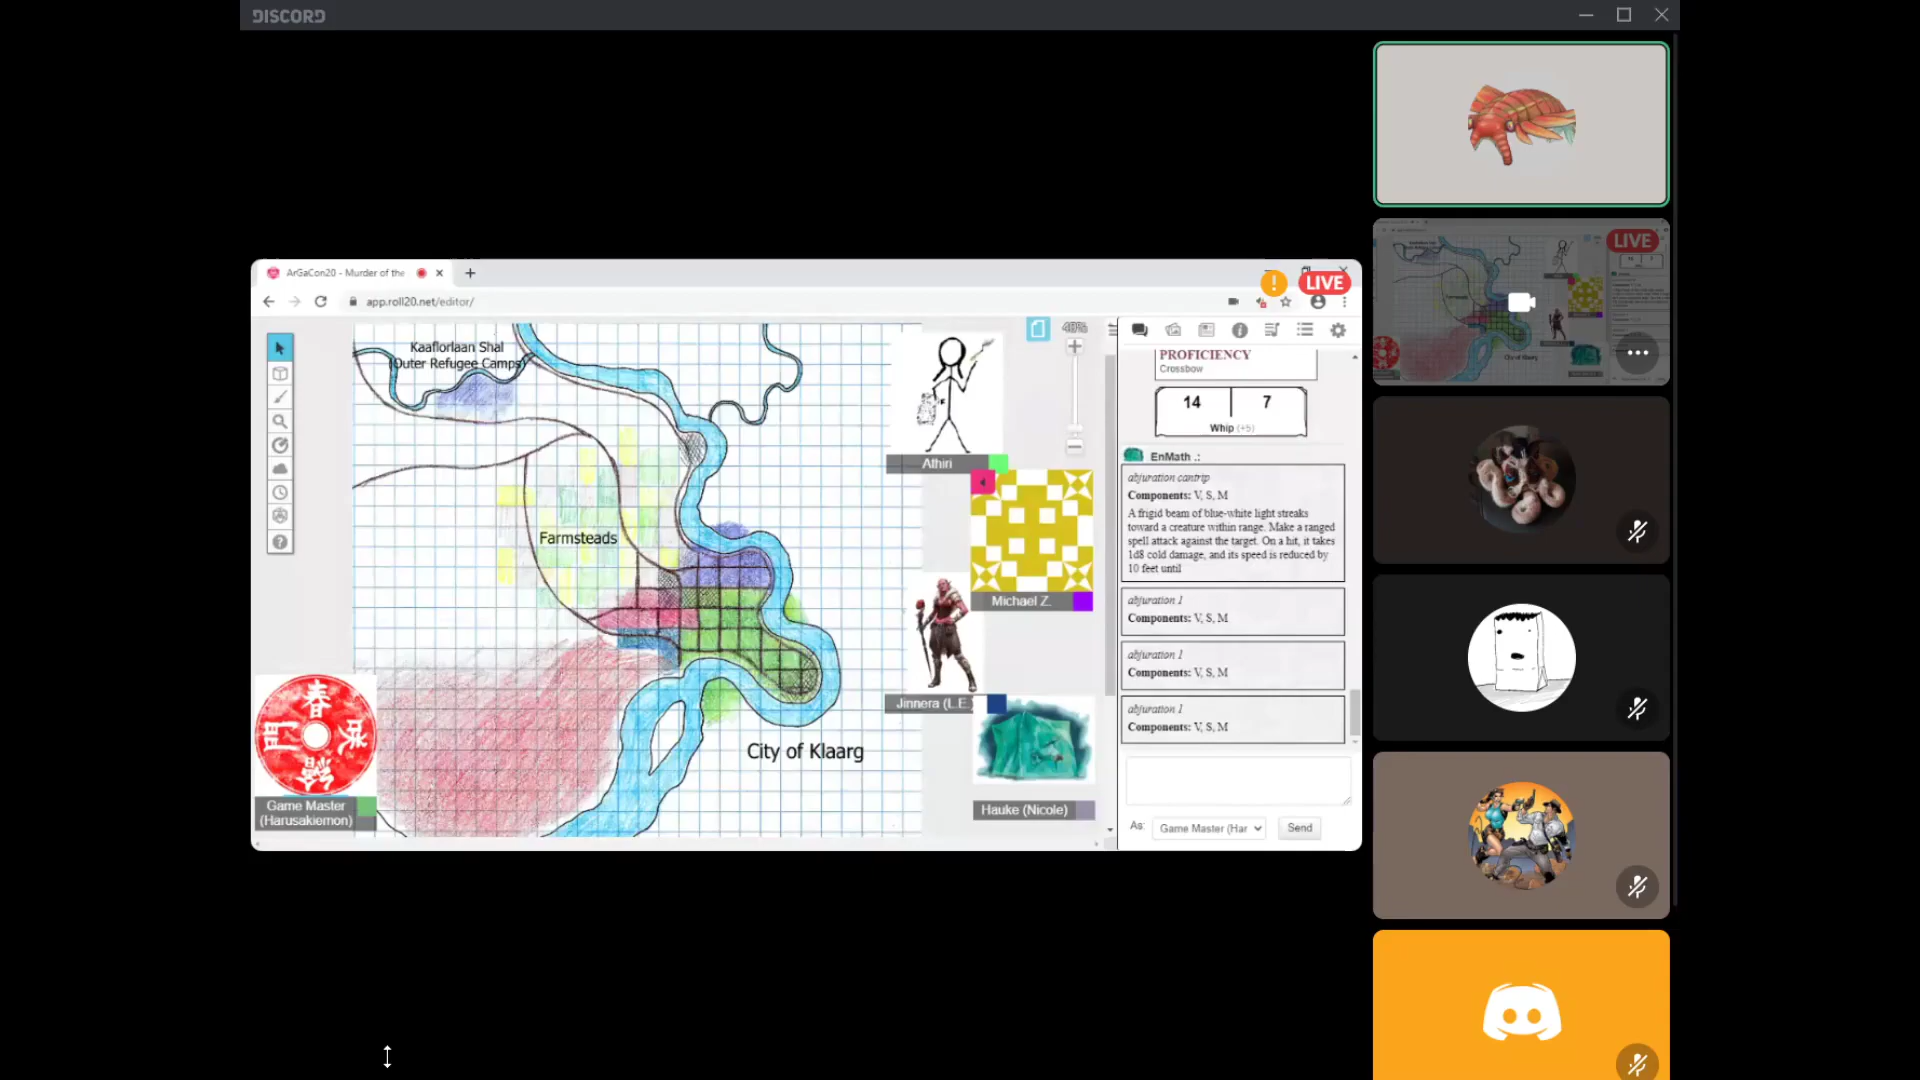 DISCORD
ArGaCon20 - Murder of the
app.roll20.net/editor/
LIVE
LIVE
Kaaflorlaan Shal
(Outer Refugee Camps)
Farmsteads
City of Klaarg
春
Game Master
(Harusakiemon)
Athiri
Michael Z.
Jinnera (L.E.)
Hauke (Nicole)
48%
PROFICIENCY
Crossbow
14 7
Whip (+5)
EnMath .:
abjuration cantrip
Components: V, S, M
A frigid beam of blue-white light streaks
toward a creature within range. Make a ranged
spell attack against the target. On a hit, it takes
1d8 cold damage, and its speed is reduced by
10 feet until
abjuration 1
Components: V, S, M
abjuration 1
Components: V, S, M
abjuration 1
Components: V, S, M
As: Game Master (Har
Send